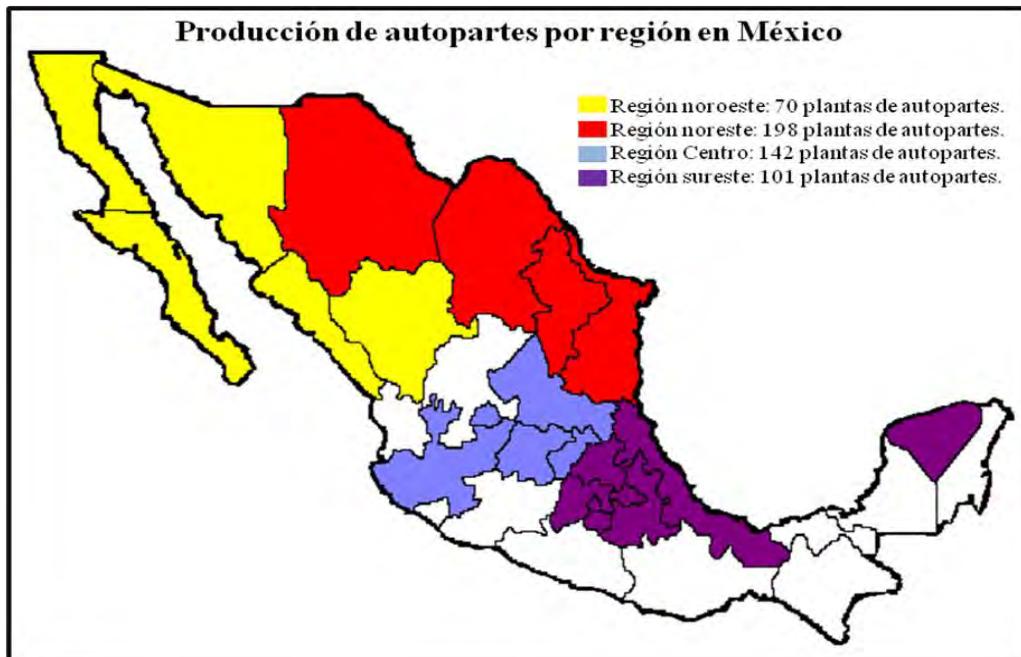 Producción de autopartes por región en México
Región noroeste: 70 plantas de autopartes.
Región noreste: 198 plantas de autopartes.
Región Centro: 142 plantas de autopartes.
Región sureste: 101 plantas de autopartes.